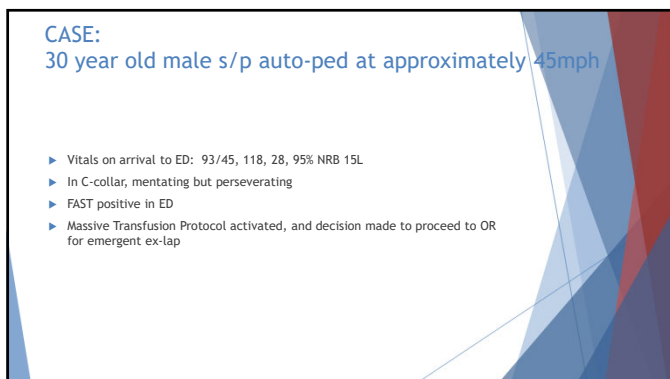 CASE:
30 year old male s/p auto-ped at approximately 45mph
▶ Vitals on arrival to ED: 93/45, 118, 28, 95% NRB 15L
▶ In C-collar, mentating but perseverating
▶ FAST positive in ED
▶ Massive Transfusion Protocol activated, and decision made to proceed to OR
for emergent ex-lap